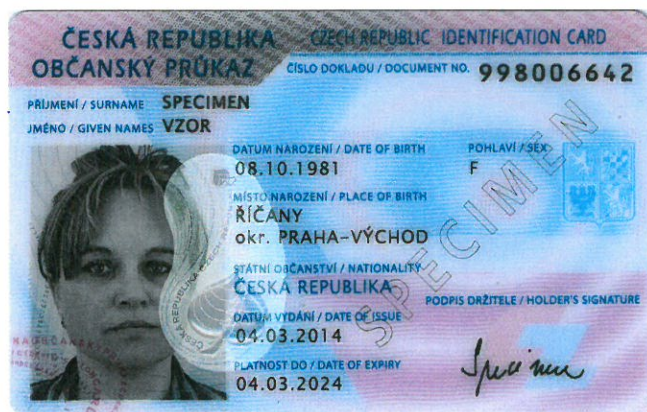 ČESKÁ REPUBLIKA CZECH REPUBLIC IDENTIFICATION CARD
OBČANSKÝ PRŮKAZ ČÍSLO DOKLADU / DOCUMENT NO. 998006642
PŘÍJMENÍ / SURNAME SPECIMEN
JMÉNO / GIVEN NAMES VZOR
DATUM NAROZENÍ / DATE OF BIRTH POHLAVÍ / SEX
08.10.1981 F
MÍSTO NAROZENÍ / PLACE OF BIRTH
ŘÍČANY
okr. PRAHA-VÝCHOD
STÁTNÍ OBČANSTVÍ / NATIONALITY
ČESKÁ REPUBLIKA
PODPIS DRŽITELE / HOLDER'S SIGNATURE
DATUM VYDÁNÍ / DATE OF ISSUE
04.03.2014
PLATNOST DO / DATE OF EXPIRY
04.03.2024
Specimen
SPECIMEN